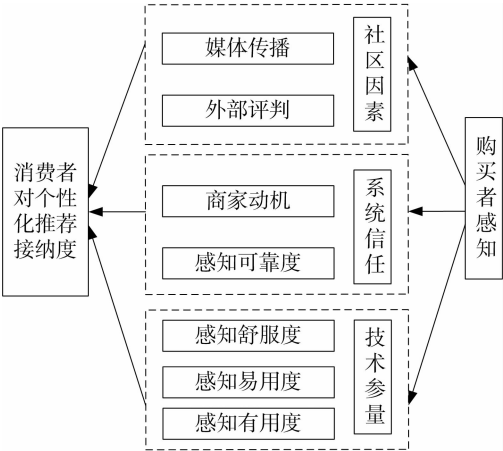 媒体传播
外部评判
社区因素
消费者
对个性
化推荐
接纳度
商家动机
感知可靠度
系统信任
购买者感知
感知舒服度
感知易用度
感知有用度
技术参量